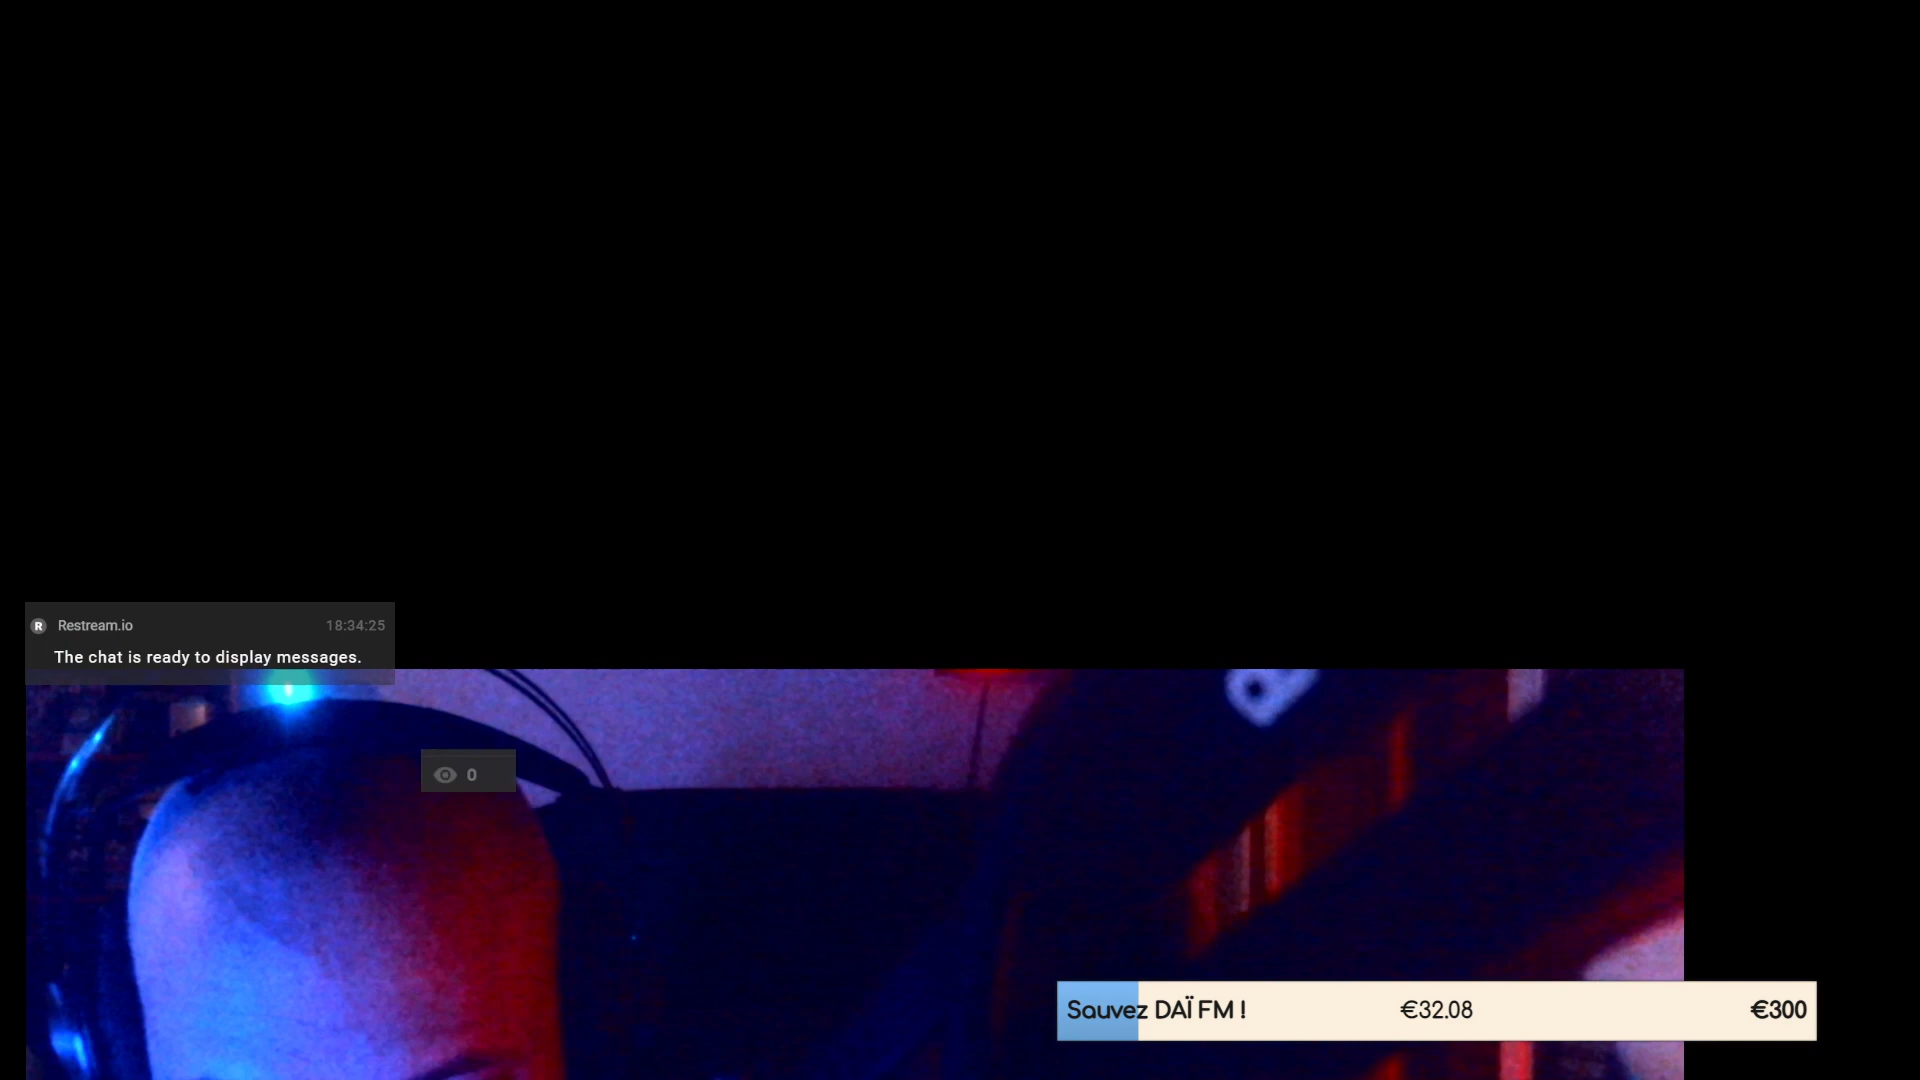 R Restream.io 18:34:25
The chat is ready to display messages.
0
Sauvez DAÏ FM ! €32.08 €300